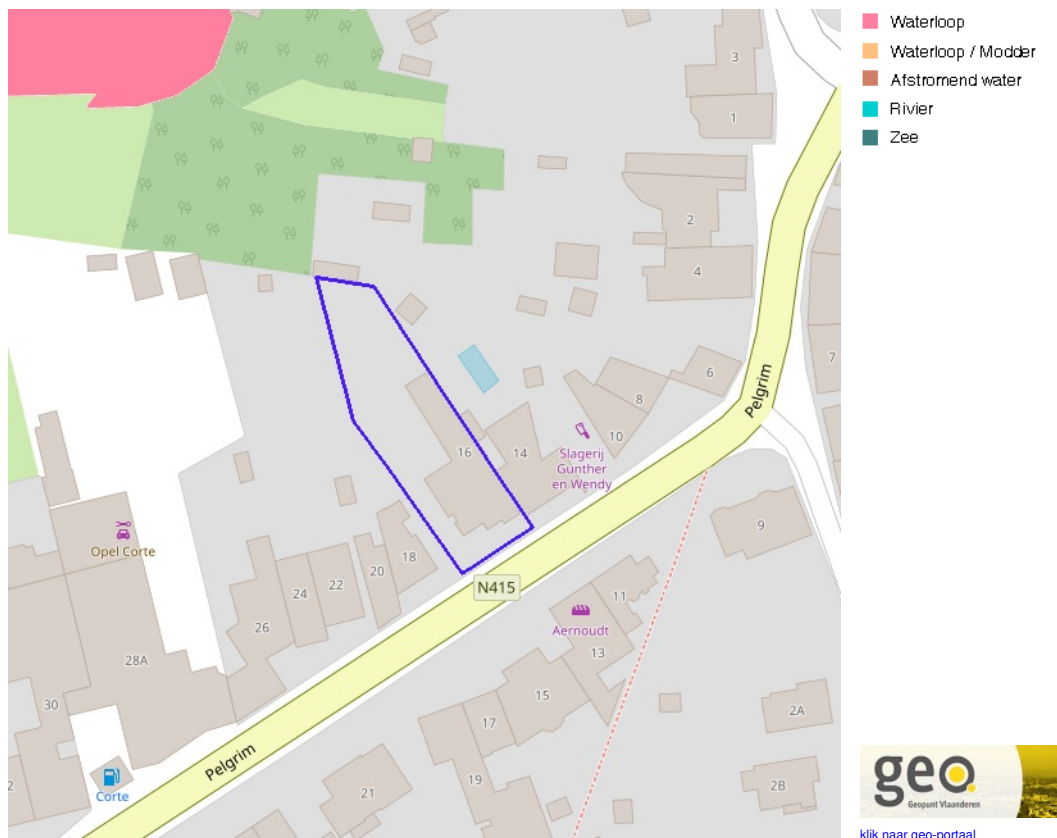 Waterloop
Waterloop / Modder
Afstromend water
Rivier
Zee
3
1
2
4
7
6
8
10
Pelgrim
Slagerij
Gunther
en Wendy
14
16
9
18
20
22
24
26
Opel Corte
28A
30
N415
11
Aernoudt
13
15
17
19
21
2A
2B
Pelgrim
Corte
2
geo
Geopunt Vlaanderen
klik naar geo-portaal